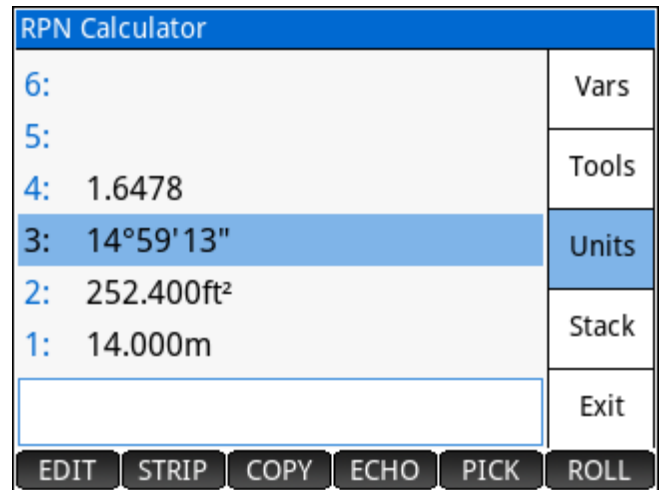 RPN Calculator
6:
Vars
5:
Tools
4: 1.6478
3: 14°59'13"
Units
2: 252.400ft²
Stack
1: 14.000m
Exit
EDIT STRIP COPY ECHO PICK ROLL